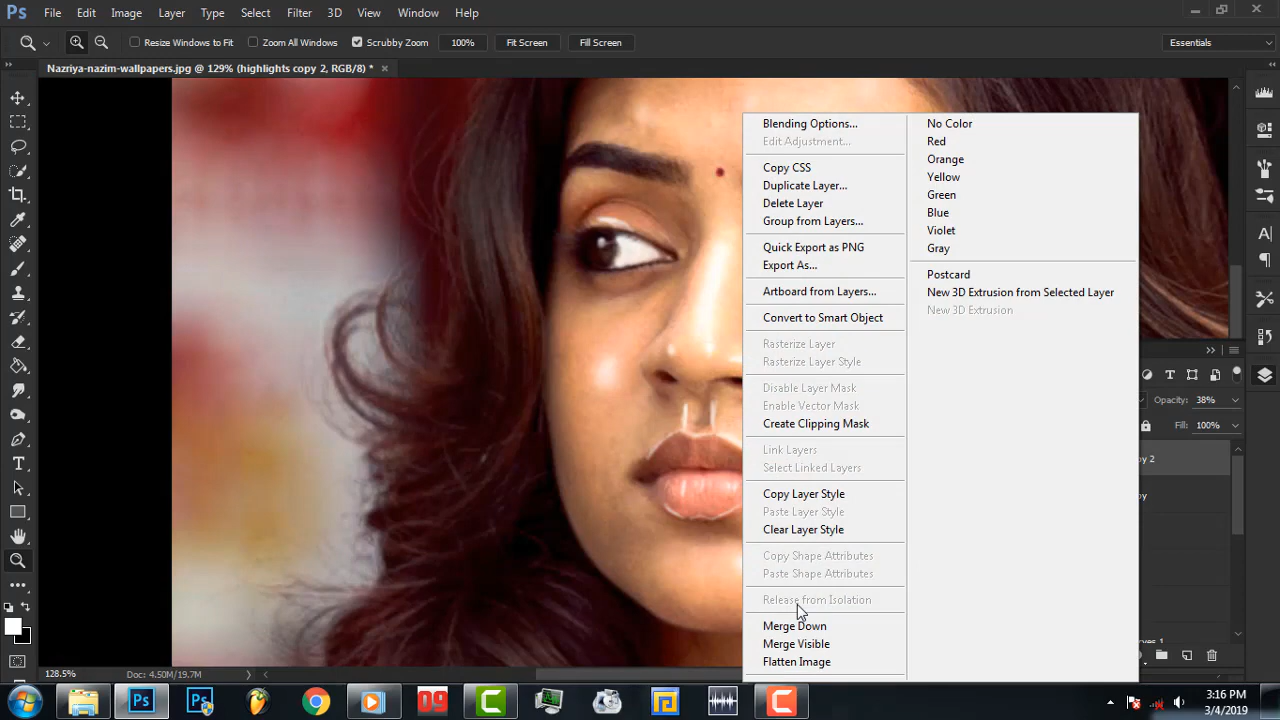 Ps File Edit Image Layer Type Select Filter 3D View Window Help
Resize Windows to Fit Zoom All Windows Scrubby Zoom 100% Fit Screen Fill Screen Essentials
Nazriya-nazim-wallpapers.jpg @ 129% (highlights copy 2, RGB/8) *
Blending Options...
Edit Adjustment...
Copy CSS
Duplicate Layer...
Delete Layer
Group from Layers...
Quick Export as PNG
Export As...
Artboard from Layers...
Convert to Smart Object
Rasterize Layer
Rasterize Layer Style
Disable Layer Mask
Enable Vector Mask
Create Clipping Mask
Link Layers
Select Linked Layers
Copy Layer Style
Paste Layer Style
Clear Layer Style
Copy Shape Attributes
Paste Shape Attributes
Release from Isolation
Merge Down
Merge Visible
Flatten Image
No Color
Red
Orange
Yellow
Green
Blue
Violet
Gray
Postcard
New 3D Extrusion from Selected Layer
New 3D Extrusion
Opacity: 38%
Fill: 100%
128.5% Doc: 4.50M/19.7M
3:16 PM
3/4/2019